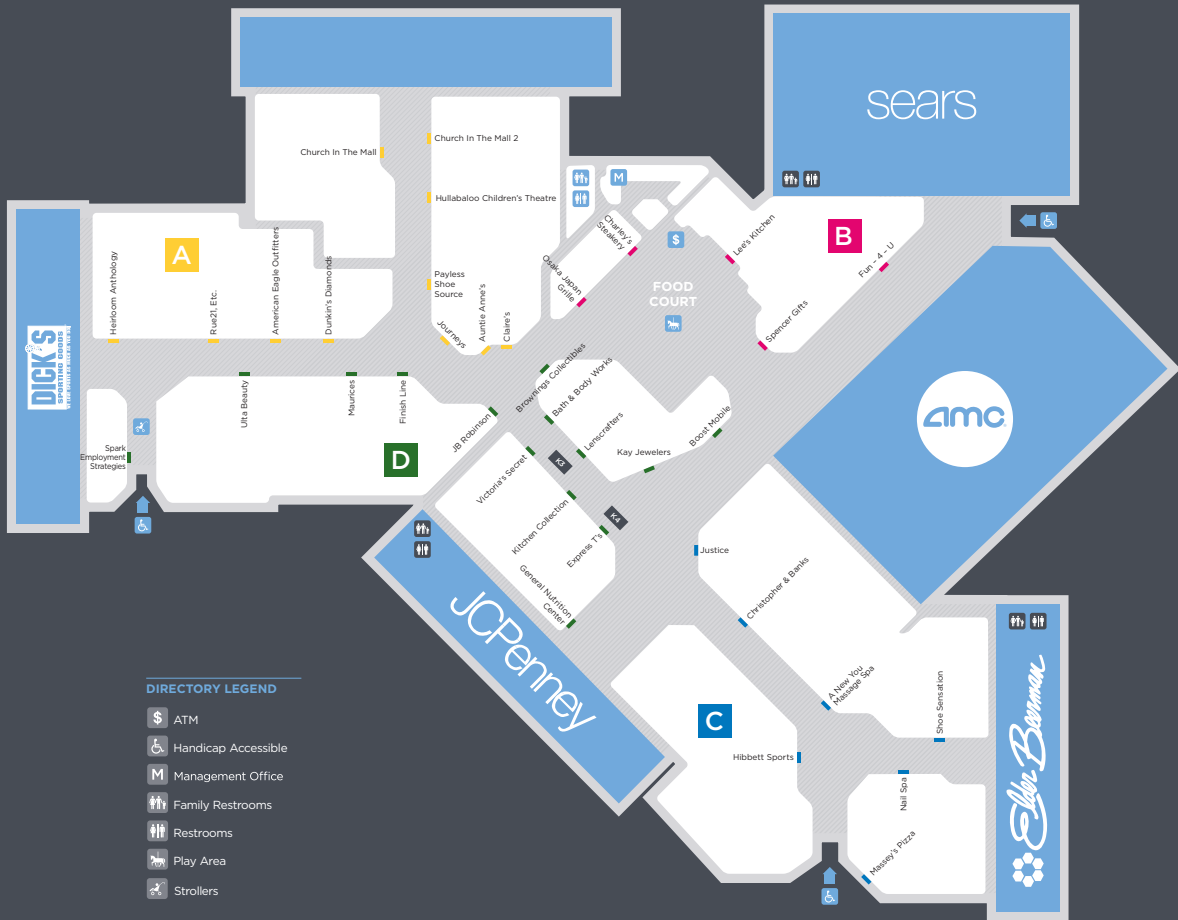 sears
Church In The Mall
Church In The Mall 2
Hullabaloo Children's Theatre
M
Charley's
Steakery
$
Lee's Kitchen
B
Fun - 4 - U
A
Heirloom Anthology
Rue21, Etc.
American Eagle Outfitters
Dunkin's Diamonds
Payless
Shoe
Source
Journeys
Auntie Anne's
Claire's
Osaka Japan
Grille
FOOD
COURT
Spencer Gifts
DICK'S
SPORTING GOODS
Ulta Beauty
Maurices
Finish Line
JB Robinson
Brownings Collectibles
Bath & Body Works
Lenscrafters
Kay Jewelers
Boost Mobile
amc
Spark
Employment
Strategies
D
Victoria's Secret
K3
Kitchen Collection
K4
Express T's
General Nutrition
Center
Justice
Christopher & Banks
JCPenney
A New You
Massage Spa
Shoe Sensation
C
Hibbett Sports
Nail Spa
Massey's Pizza
Elder Beerman
DIRECTORY LEGEND
$ ATM
Handicap Accessible
M Management Office
Family Restrooms
Restrooms
Play Area
Strollers